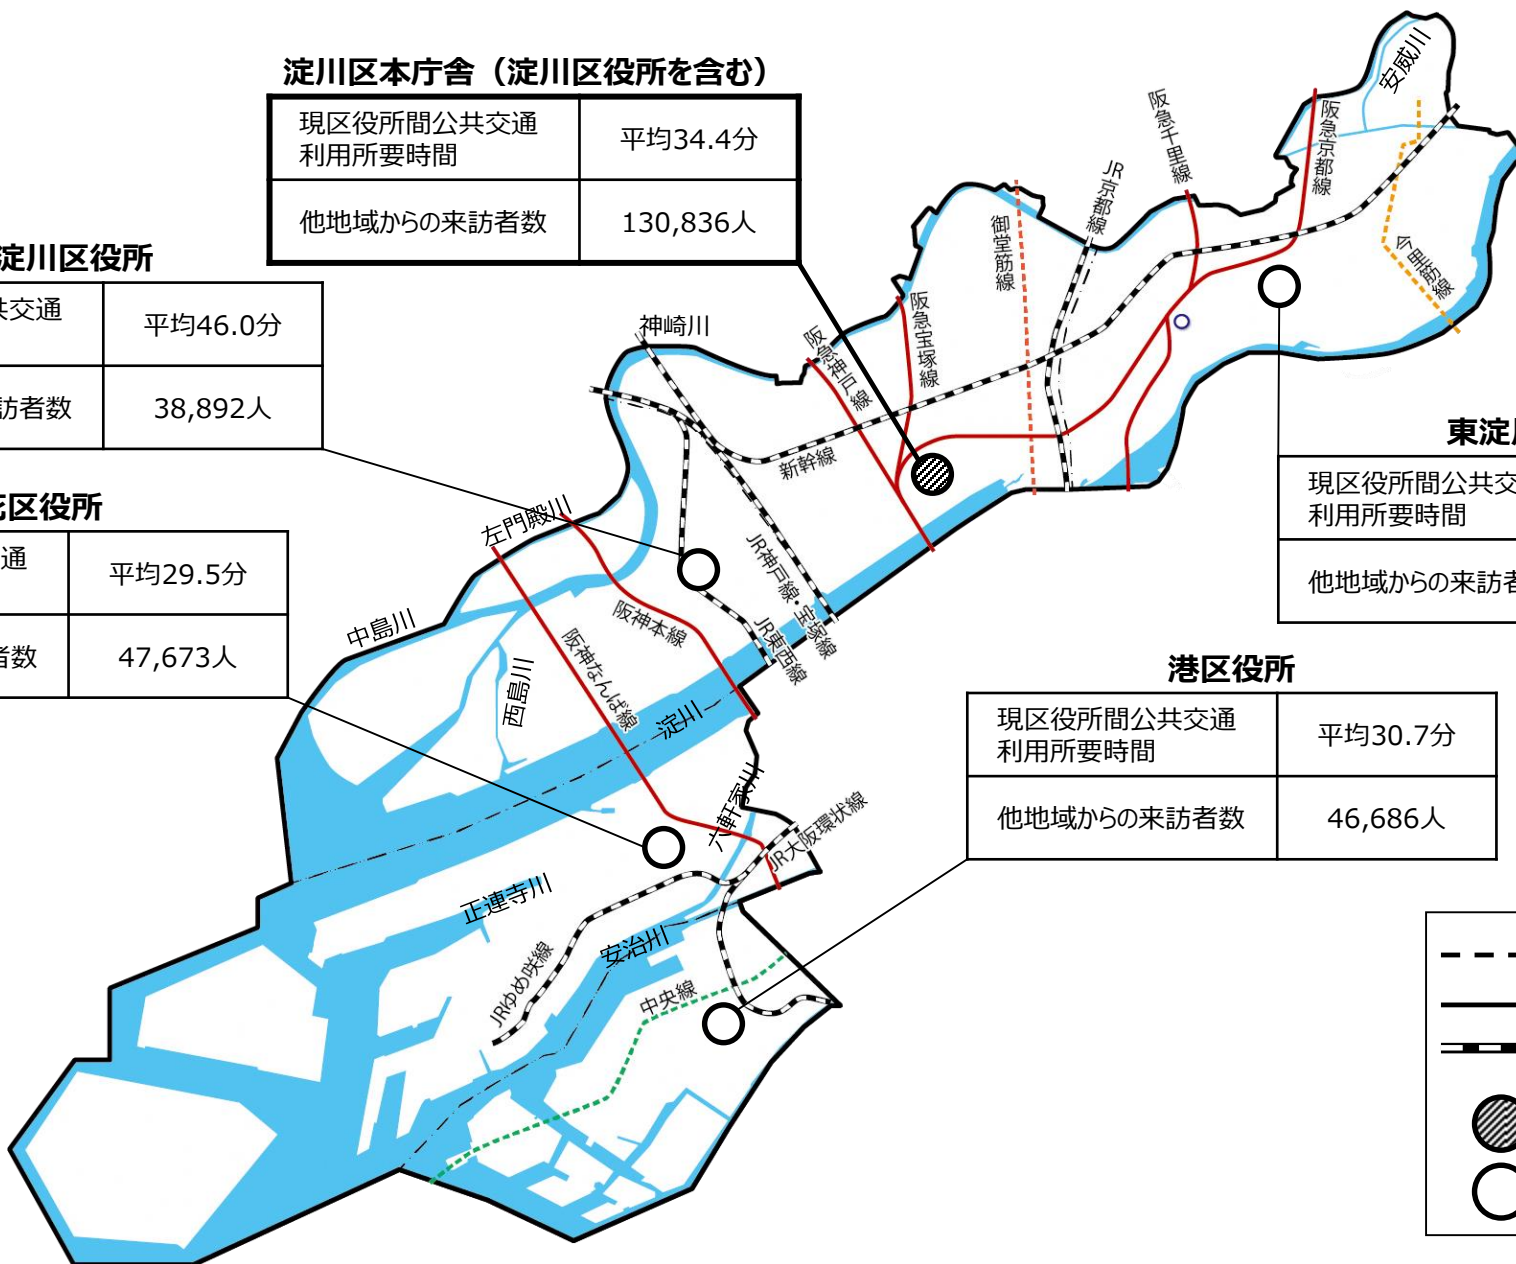 淀川区本庁舎（淀川区役所を含む）
現区役所間公共交通
利用所要時間
平均34.4分
他地域からの来訪者数
130,836人
淀川区役所
共交通
平均46.0分
訪者数
38,892人
花区役所
通
平均29.5分
者数
47,673人
東淀川
現区役所間公共交
利用所要時間
他地域からの来訪者
港区役所
現区役所間公共交通
利用所要時間
平均30.7分
他地域からの来訪者数
46,686人
安威川
阪急京都線
阪急千里線
JR京都線
御堂筋線
今里筋線
阪急宝塚線
阪急神戸線
神崎川
新幹線
左門殿川
JR神戸線・宝塚線
JR東西線
阪神本線
阪神なんば線
中島川
西島川
淀川
六軒家川
JR大阪環状線
正連寺川
安治川
JRゆめ咲線
中央線